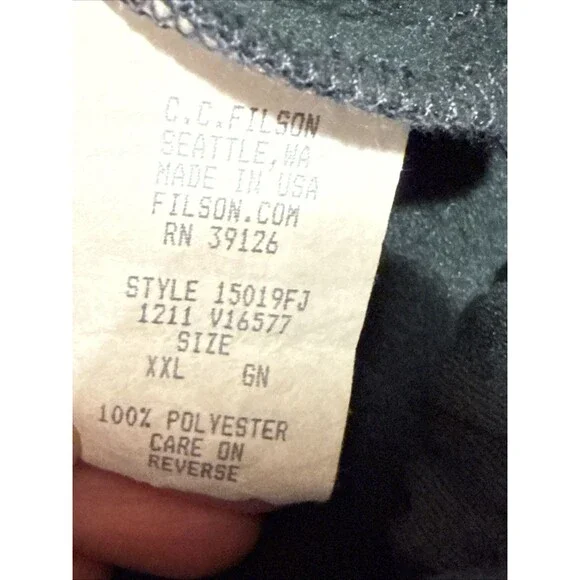 C.C.FILSON
SEATTLE,WA
MADE IN USA
FILSON.COM
RN 39126
STYLE 15019FJ
1211 V16577
SIZE
XXL GN
100% POLYESTER
CARE ON
REVERSE